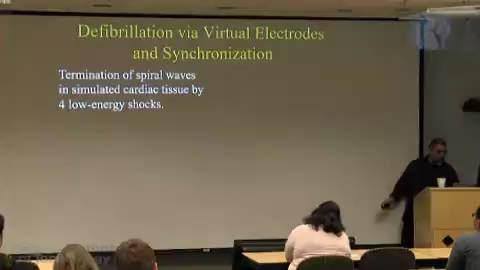 Defibrillation via Virtual Electrodes
and Synchronization
Termination of spiral waves
in simulated cardiac tissue by
4 low-energy shocks.